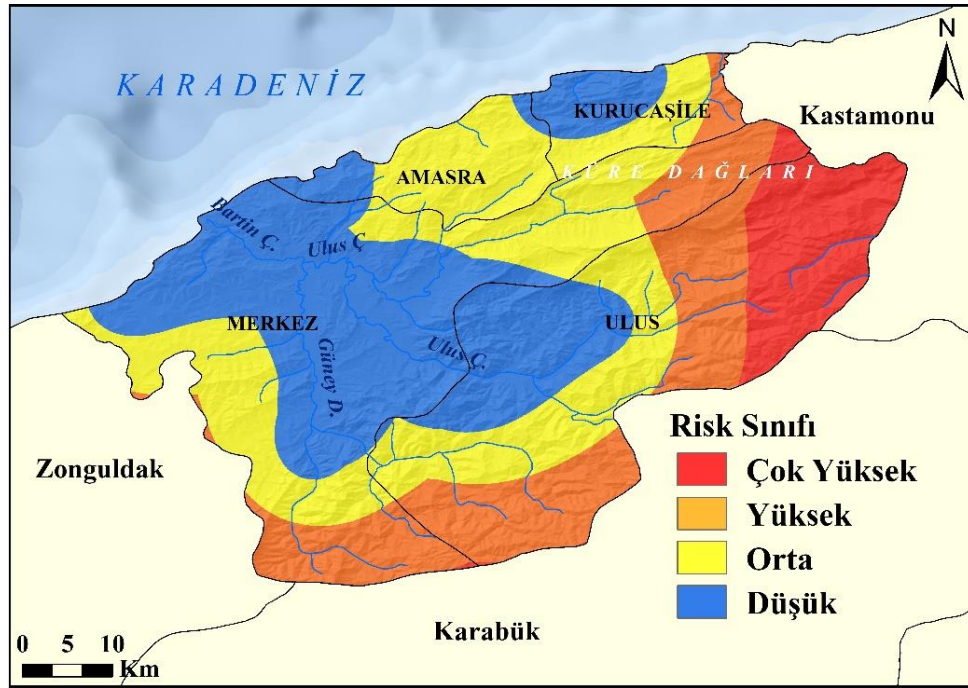 N
KARADENİZ
KURUCAŞİLE
Kastamonu
KÜRE DAĞLARI
AMASRA
Bartin Ç.
Ulus Ç
MERKEZ
ULUS
Ulus Ç.
Güney D.
Risk Sınıfı
Çok Yüksek
Yüksek
Orta
Düşük
Zonguldak
Karabük
0 5 10
Km